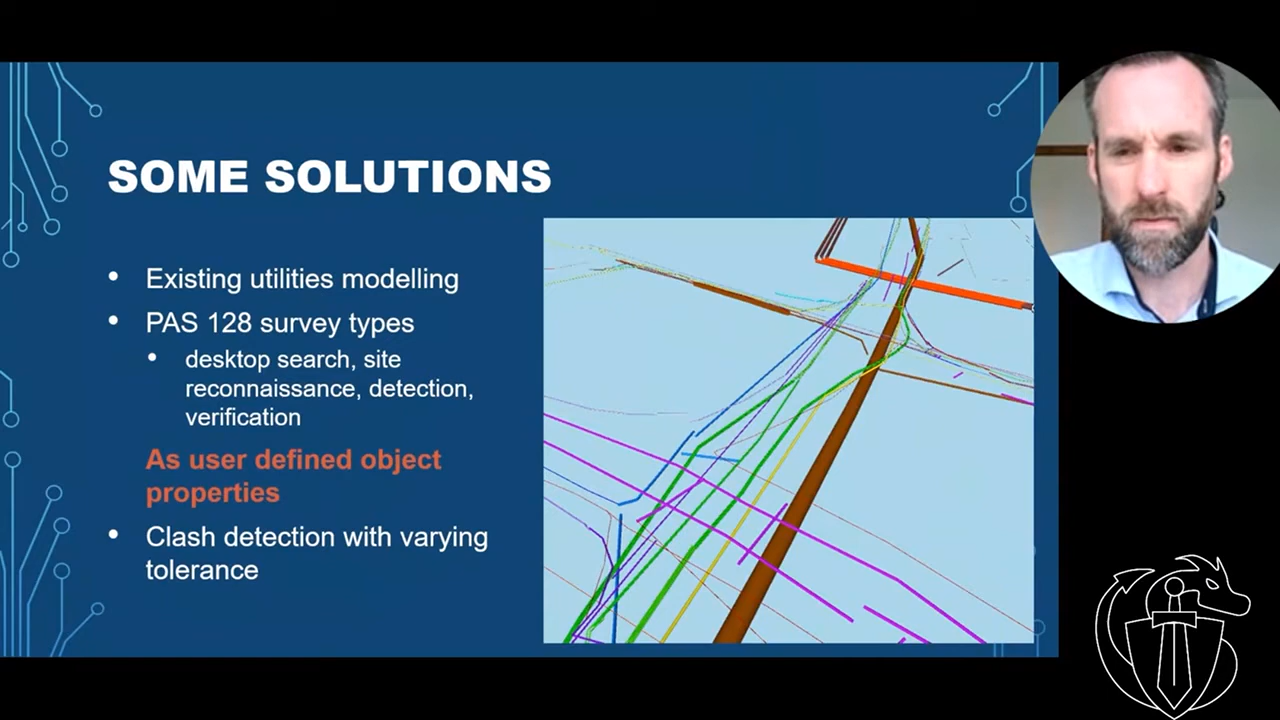 SOME SOLUTIONS
Existing utilities modelling
PAS 128 survey types
desktop search, site
reconnaissance, detection,
verification
As user defined object
properties
Clash detection with varying
tolerance